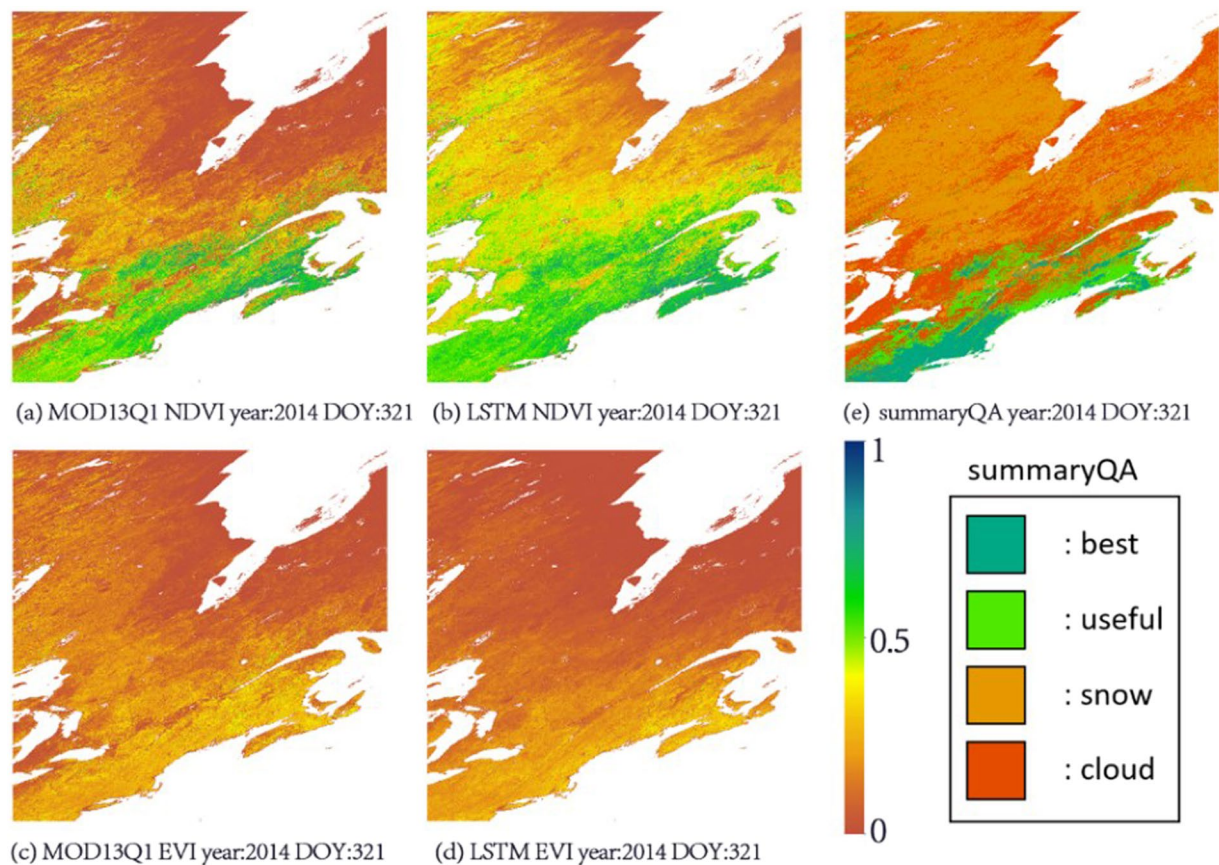 (a) MOD13Q1 NDVI year:2014 DOY:321
(b) LSTM NDVI year:2014 DOY:321
(e) summaryQA year:2014 DOY:321
1
0.5
0
summaryQA
: best
: useful
: snow
: cloud
(c) MOD13Q1 EVI year:2014 DOY:321
(d) LSTM EVI year:2014 DOY:321